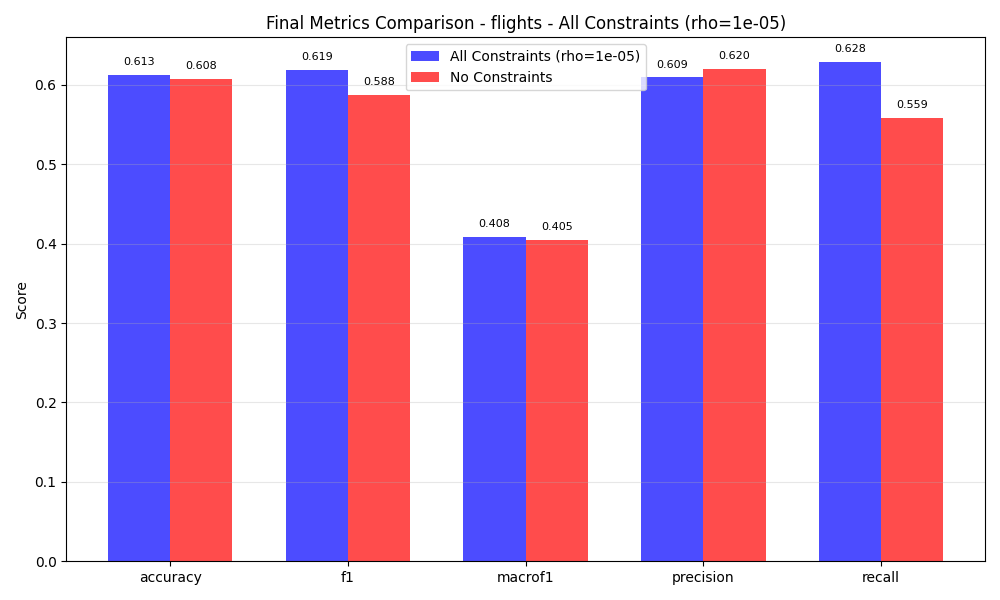 Final Metrics Comparison - flights - All Constraints (rho=1e-05)
All Constraints (rho=1e-05)
No Constraints
0.613
0.608
0.619
0.588
0.408
0.405
0.609
0.620
0.628
0.559
Score
0.6
0.5
0.4
0.3
0.2
0.1
0.0
accuracy
f1
macrof1
precision
recall